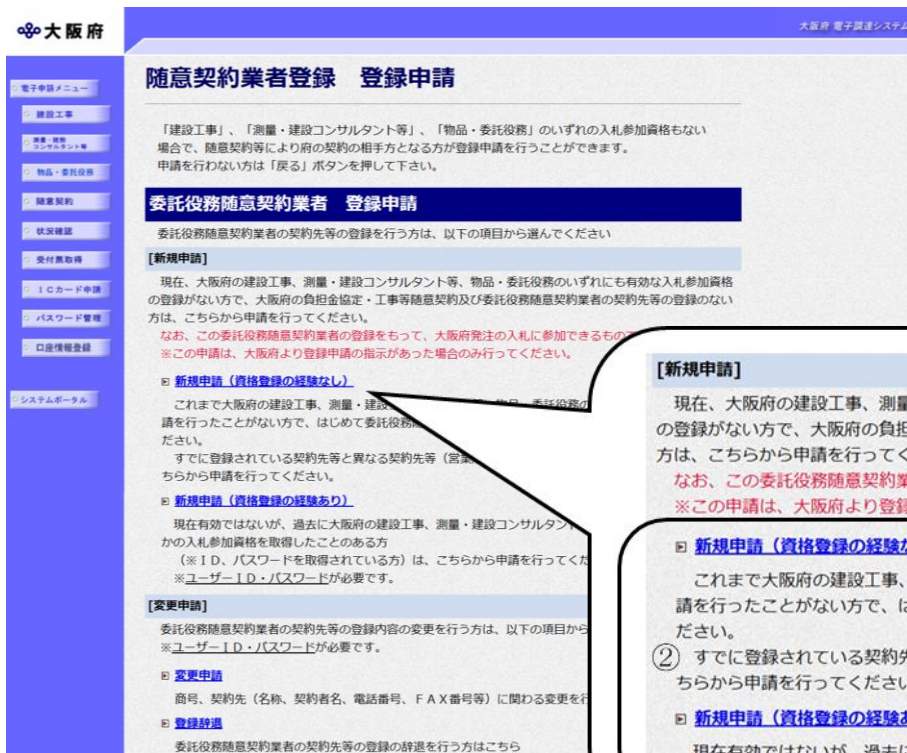 大阪府
大阪府 電子調達システム
電子申請メニュー
建設工事
測量・建設
コンサルタント等
物品・委託役務
随意契約
状況確認
受付票取得
ICカード申請
パスワード管理
口座情報登録
システムポータル
随意契約業者登録　登録申請
「建設工事」、「測量・建設コンサルタント等」、「物品・委託役務」のいずれの入札参加資格もない
場合で、随意契約等により府の契約の相手方となる方が登録申請を行うことができます。
申請を行わない方は「戻る」ボタンを押して下さい。
委託役務随意契約業者　登録申請
委託役務随意契約業者の契約先等の登録を行う方は、以下の項目から選んでください
[新規申請]
現在、大阪府の建設工事、測量・建設コンサルタント等、物品・委託役務のいずれにも有効な入札参加資格
の登録がない方で、大阪府の負担金協定・工事等随意契約及び委託役務随意契約業者の契約先等の登録のない
方は、こちらから申請を行ってください。
なお、この委託役務随意契約業者の登録をもって、大阪府発注の入札に参加できるもので
※この申請は、大阪府より登録申請の指示があった場合のみ行ってください。
新規申請（資格登録の経験なし）
これまで大阪府の建設工事、測量・建設
物品・委託役務の
請を行ったことがない方で、はじめて委託役務随
ださい。
すでに登録されている契約先等と異なる契約先等（営業
ちらから申請を行ってください。
新規申請（資格登録の経験あり）
現在有効ではないが、過去に大阪府の建設工事、測量・建設コンサルタン
かの入札参加資格を取得したことのある方
（※ＩＤ、パスワードを取得されている方）は、こちらから申請を行ってくだ
※ユーザーＩＤ・パスワードが必要です。
[変更申請]
委託役務随意契約業者の契約先等の登録内容の変更を行う方は、以下の項目から
※ユーザーＩＤ・パスワードが必要です。
変更申請
商号、契約先（名称、契約者名、電話番号、ＦＡＸ番号等）に関わる変更を行
登録辞退
委託役務随意契約業者の契約先等の登録の辞退を行う方はこちら
[新規申請]
現在、大阪府の建設工事、測量
の登録がない方で、大阪府の負担
方は、こちらから申請を行ってく
なお、この委託役務随意契約業
※この申請は、大阪府より登録
新規申請（資格登録の経験な
これまで大阪府の建設工事、
請を行ったことがない方で、は
ださい。
② すでに登録されている契約先
ちらから申請を行ってください
新規申請（資格登録の経験あ
現在有効ではないが、過去に